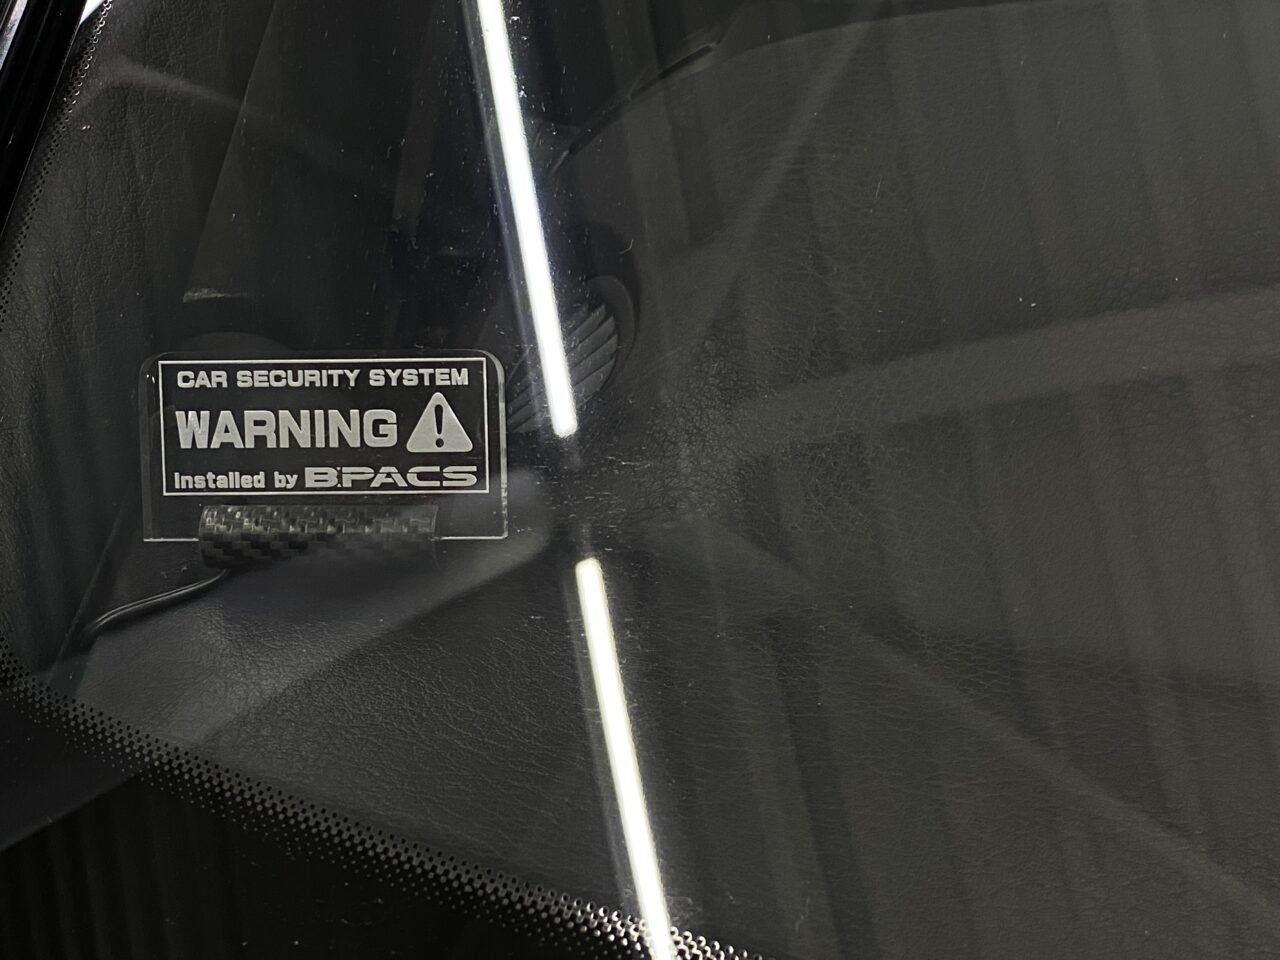 CAR SECURITY SYSTEM
WARNING
Installed by B:PACS